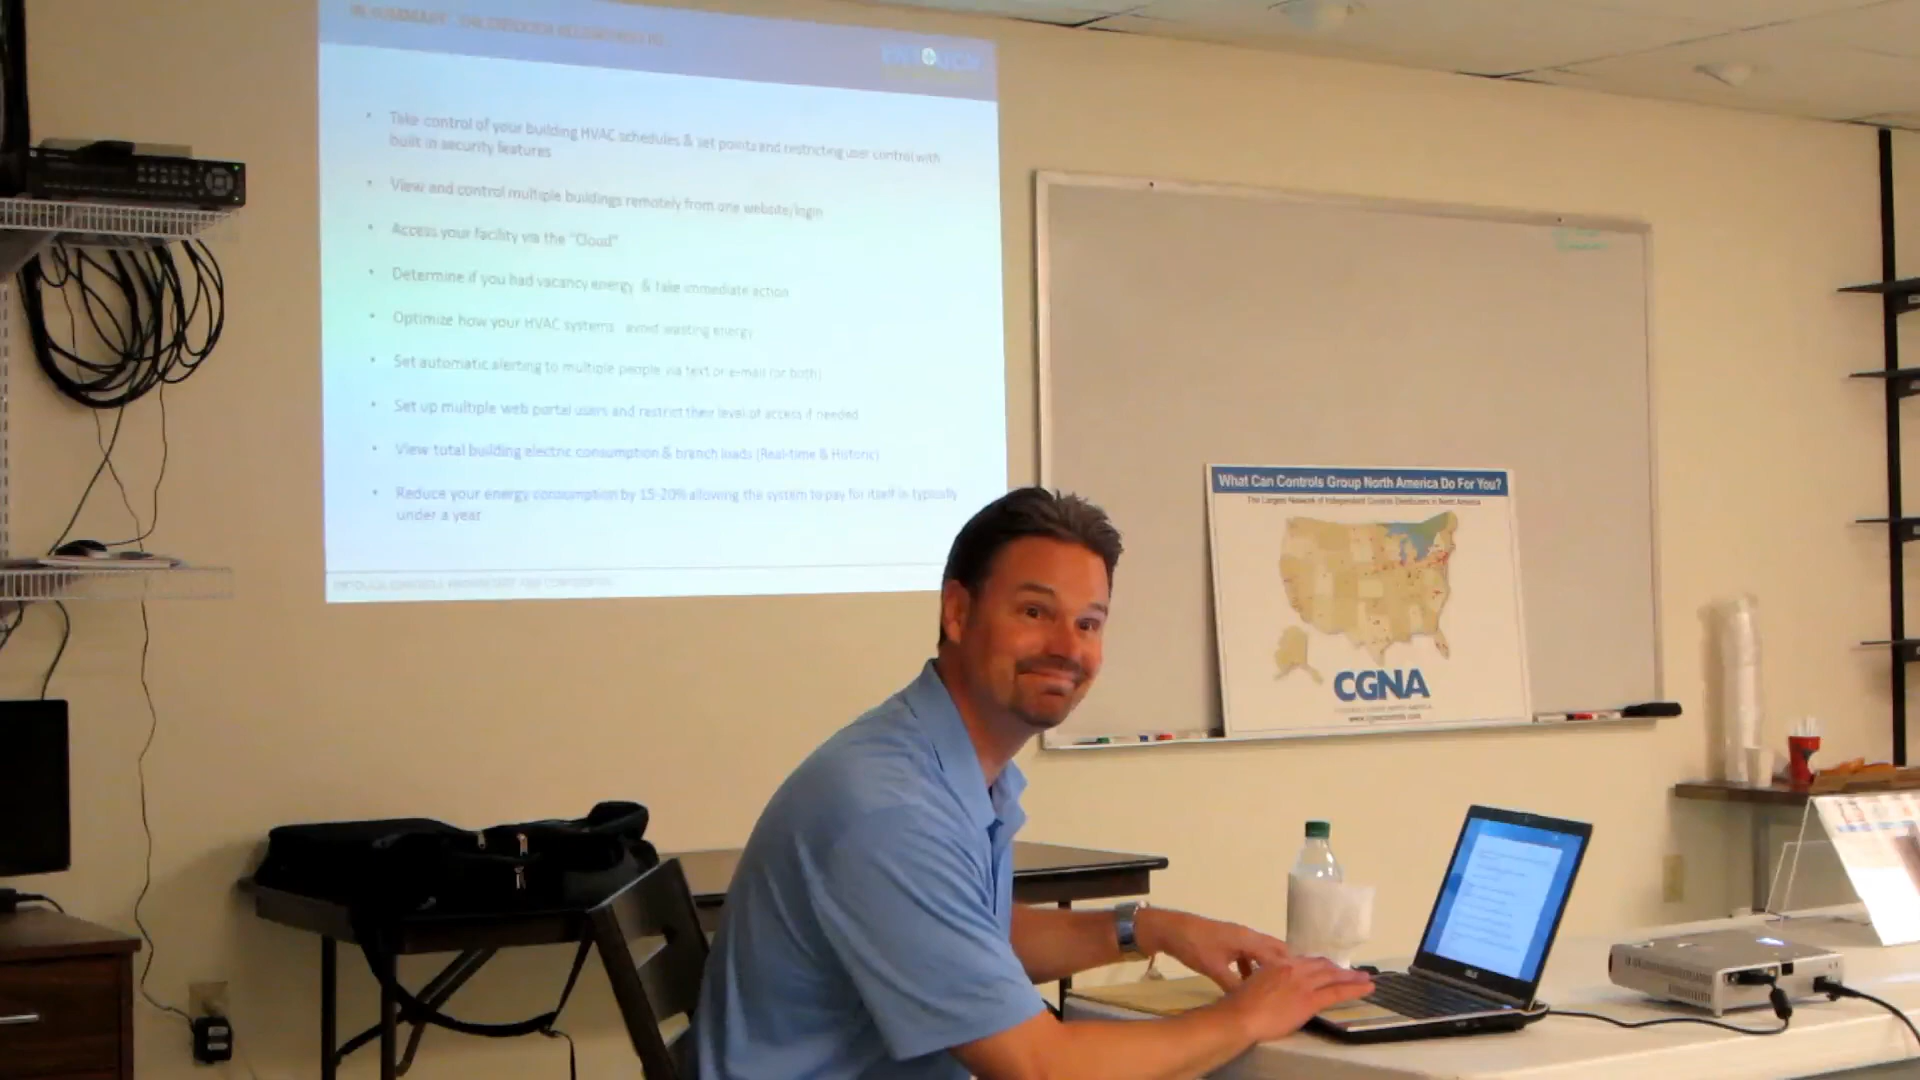 Take control of your building HVAC schedules & set points and restricting user control with
built in security features
View and control multiple buildings remotely from one website/login
Access your facility via the "Cloud"
Determine if you had vacancy energy & take immediate action
Optimize how your HVAC systems avoid wasting energy
Set automatic alerting to multiple people via text or e-mail (or both)
Set up multiple web portal users and restrict their level of access if needed
View total building electric consumption & branch loads (Real-time & Historic)
Reduce your energy consumption by 15-20% allowing the system to pay for itself in typically
under a year
What Can Controls Group North America Do For You?
The Largest Network of Independent Controls Distributors in North America
CGNA
ASUS